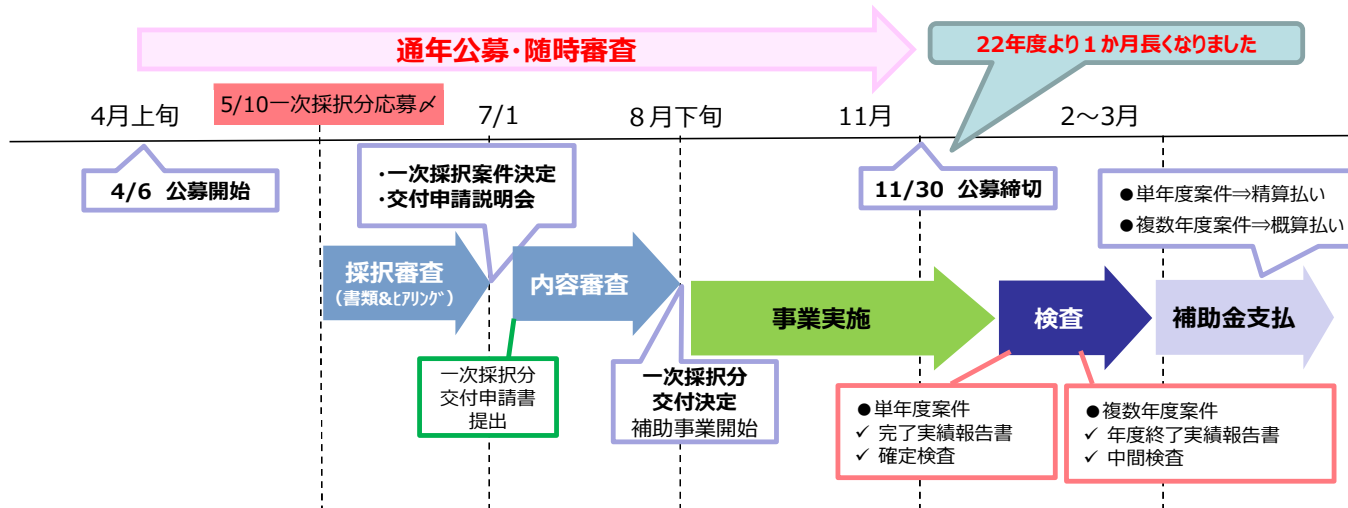 通年公募・随時審査
22年度より１か月長くなりました
5/10一次採択分応募〆
4月上旬
7/1
８月下旬
11月
2～3月
4/6 公募開始
・一次採択案件決定
・交付申請説明会
11/30 公募締切
●単年度案件⇒精算払い
●複数年度案件⇒概算払い
採択審査
（書類&ﾋｱﾘﾝｸﾞ）
内容審査
事業実施
検査
補助金支払
一次採択分
交付申請書
提出
一次採択分
交付決定
補助事業開始
●単年度案件
✓ 完了実績報告書
✓ 確定検査
●複数年度案件
✓ 年度終了実績報告書
✓ 中間検査